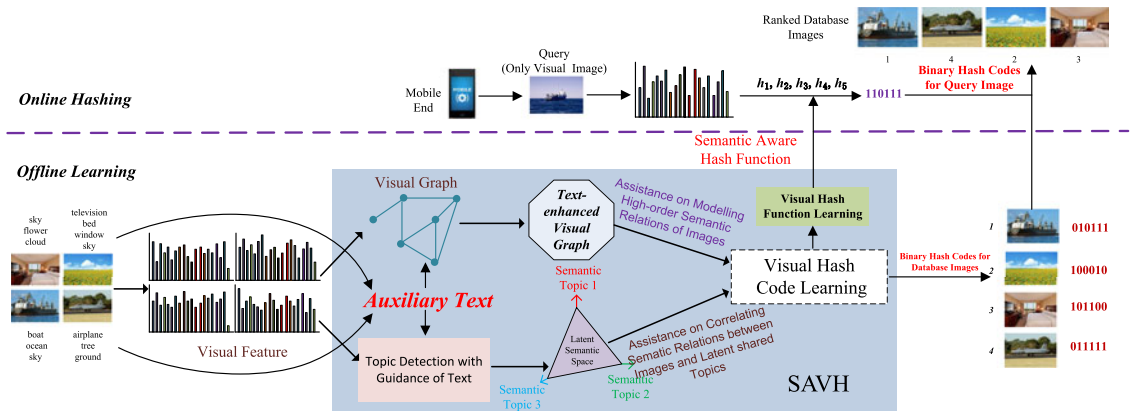 Ranked Database
Images
1
4
2
3
Query
(Only Visual Image)
Mobile
End
MOBILE
h1, h2, h3, h4, h5
110111
Binary Hash Codes
for Query Image
Online Hashing
Semantic Aware
Hash Function
Offline Learning
sky
flower
cloud
television
bed
window
sky
boat
ocean
sky
airplane
tree
ground
Visual Feature
Visual Graph
Auxiliary Text
Topic Detection with
Guidance of Text
Text-
enhanced
Visual
Graph
Assistance on Modelling
High-order Semantic
Relations of Images
Semantic
Topic 1
Latent
Semantic
Space
Semantic
Topic 2
Semantic
Topic 3
Assistance on Correlating
Sematic Relations between
Images and Latent shared
Topics
Visual Hash
Function Learning
Visual Hash
Code Learning
SAVH
Binary Hash Codes for
Database Images
1
010111
2
100010
3
101100
4
011111